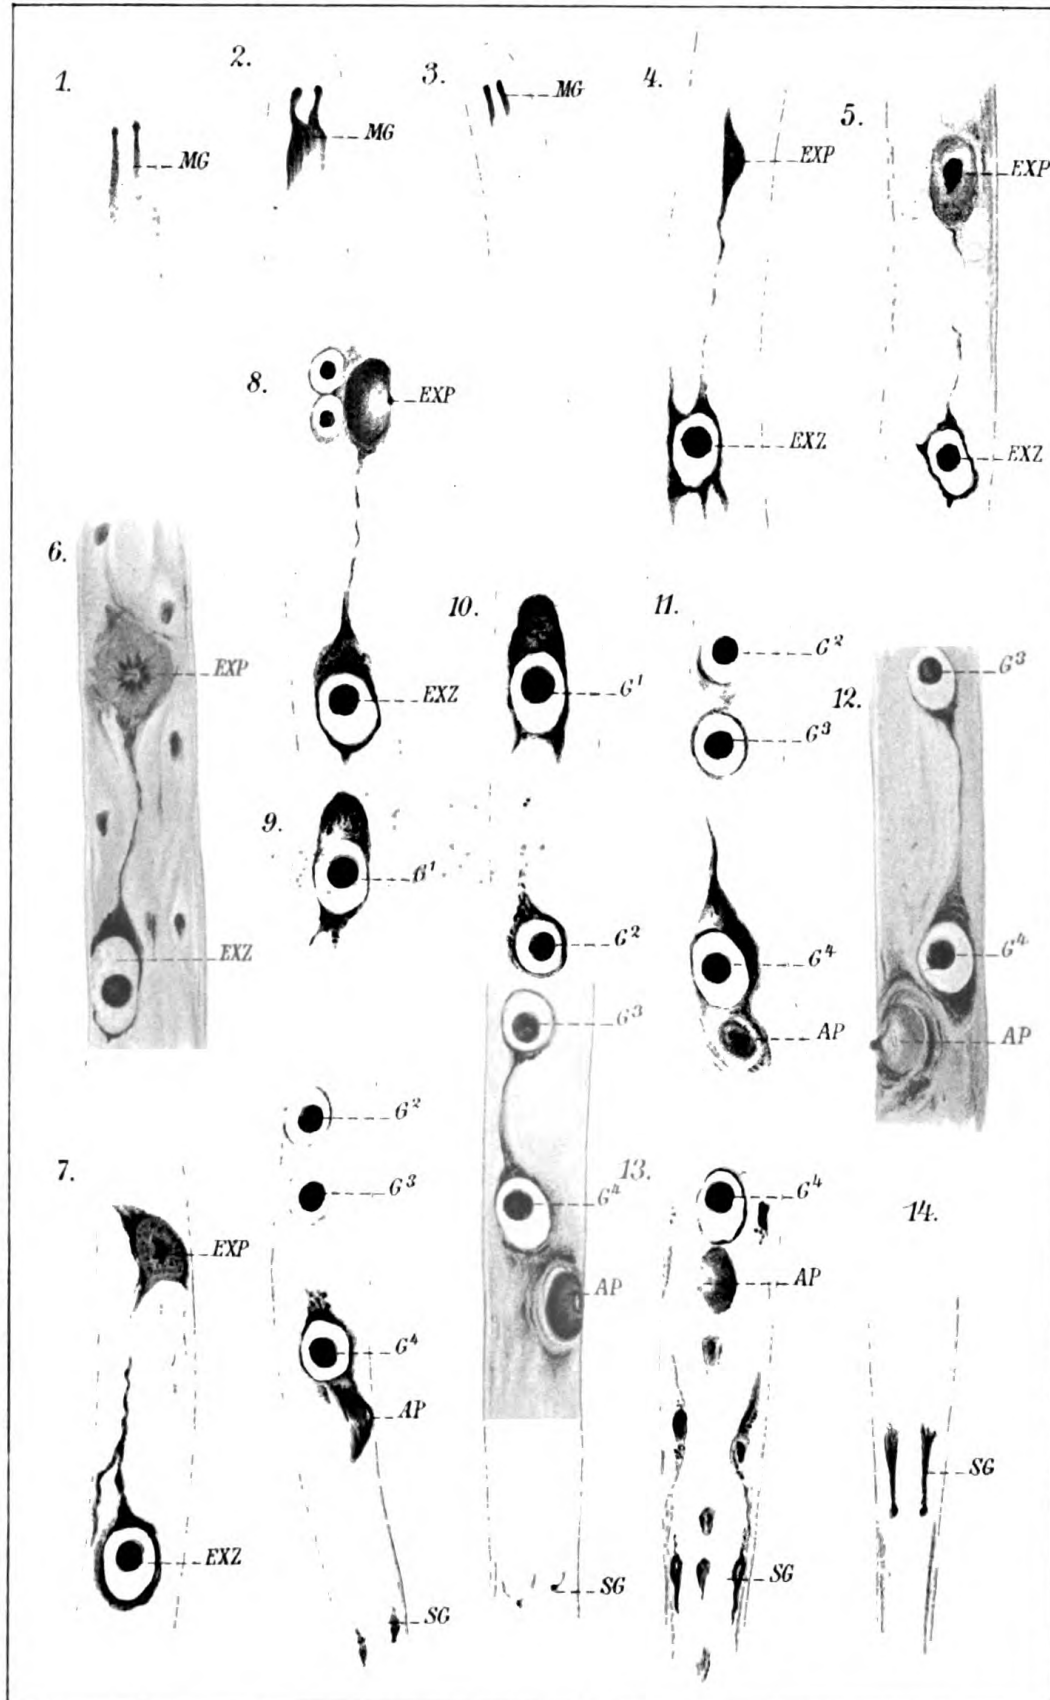 1.
MG
2.
MG
3.
MG
4.
EXP
EXZ
5.
EXP
EXZ
6.
EXP
EXZ
7.
EXP
EXZ
8.
EXP
EXZ
9.
G¹
G²
G³
G⁴
AP
SG
10.
G¹
G²
G³
G⁴
AP
SG
11.
G²
G³
G⁴
AP
12.
G³
G⁴
AP
13.
G⁴
AP
SG
14.
SG